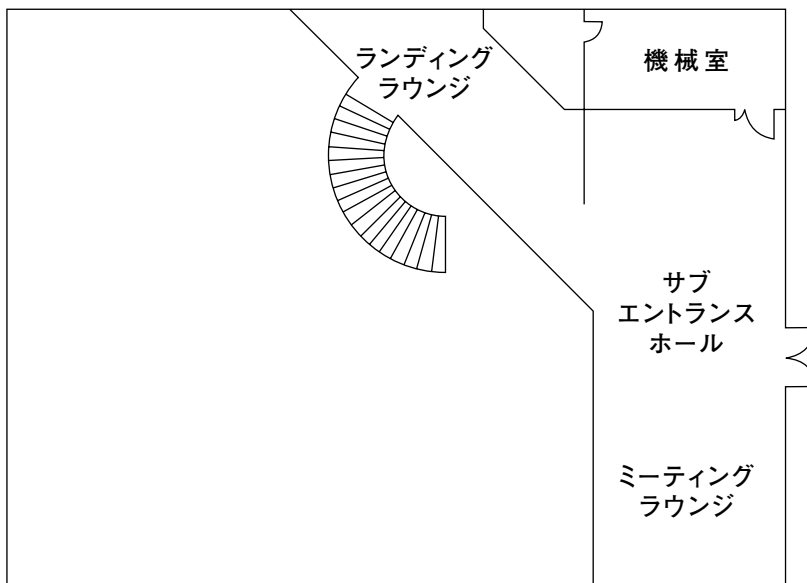 ランディング
ラウンジ
機械室
サブ
エントランス
ホール
ミーティング
ラウンジ